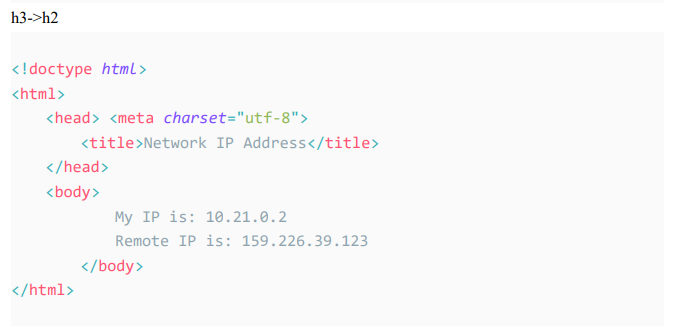 h3->h2
<!doctype html>
<html>
<head> <meta charset="utf-8">
<title>Network IP Address</title>
</head>
<body>
My IP is: 10.21.0.2
Remote IP is: 159.226.39.123
</body>
</html>